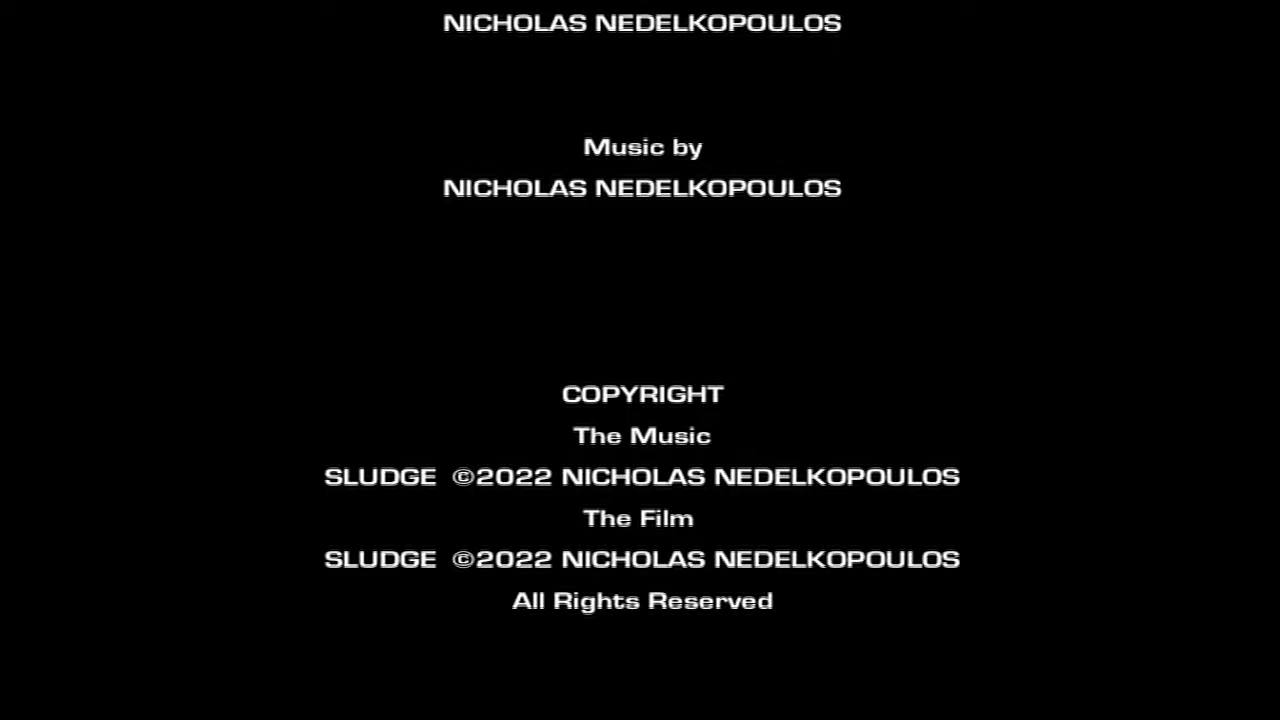 NICHOLAS NEDELKOPOULOS
Music by
NICHOLAS NEDELKOPOULOS
COPYRIGHT
The Music
SLUDGE ©2022 NICHOLAS NEDELKOPOULOS
The Film
SLUDGE ©2022 NICHOLAS NEDELKOPOULOS
All Rights Reserved